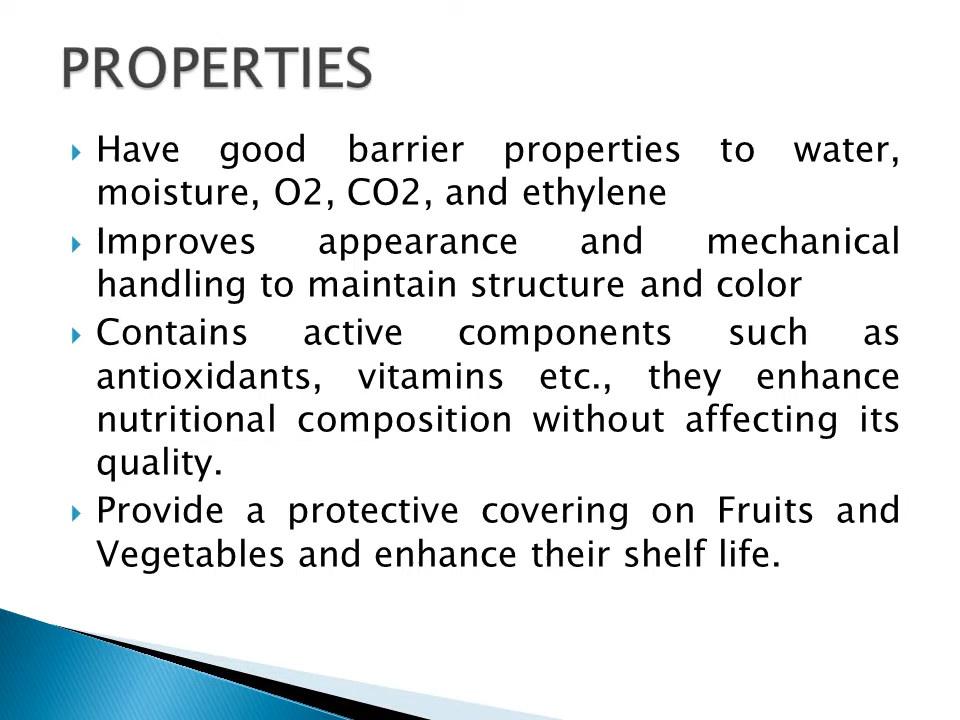 PROPERTIES
Have good barrier properties to water,
moisture, O2, CO2, and ethylene
Improves appearance and mechanical
handling to maintain structure and color
Contains active components such as
antioxidants, vitamins etc., they enhance
nutritional composition without affecting its
quality.
Provide a protective covering on Fruits and
Vegetables and enhance their shelf life.